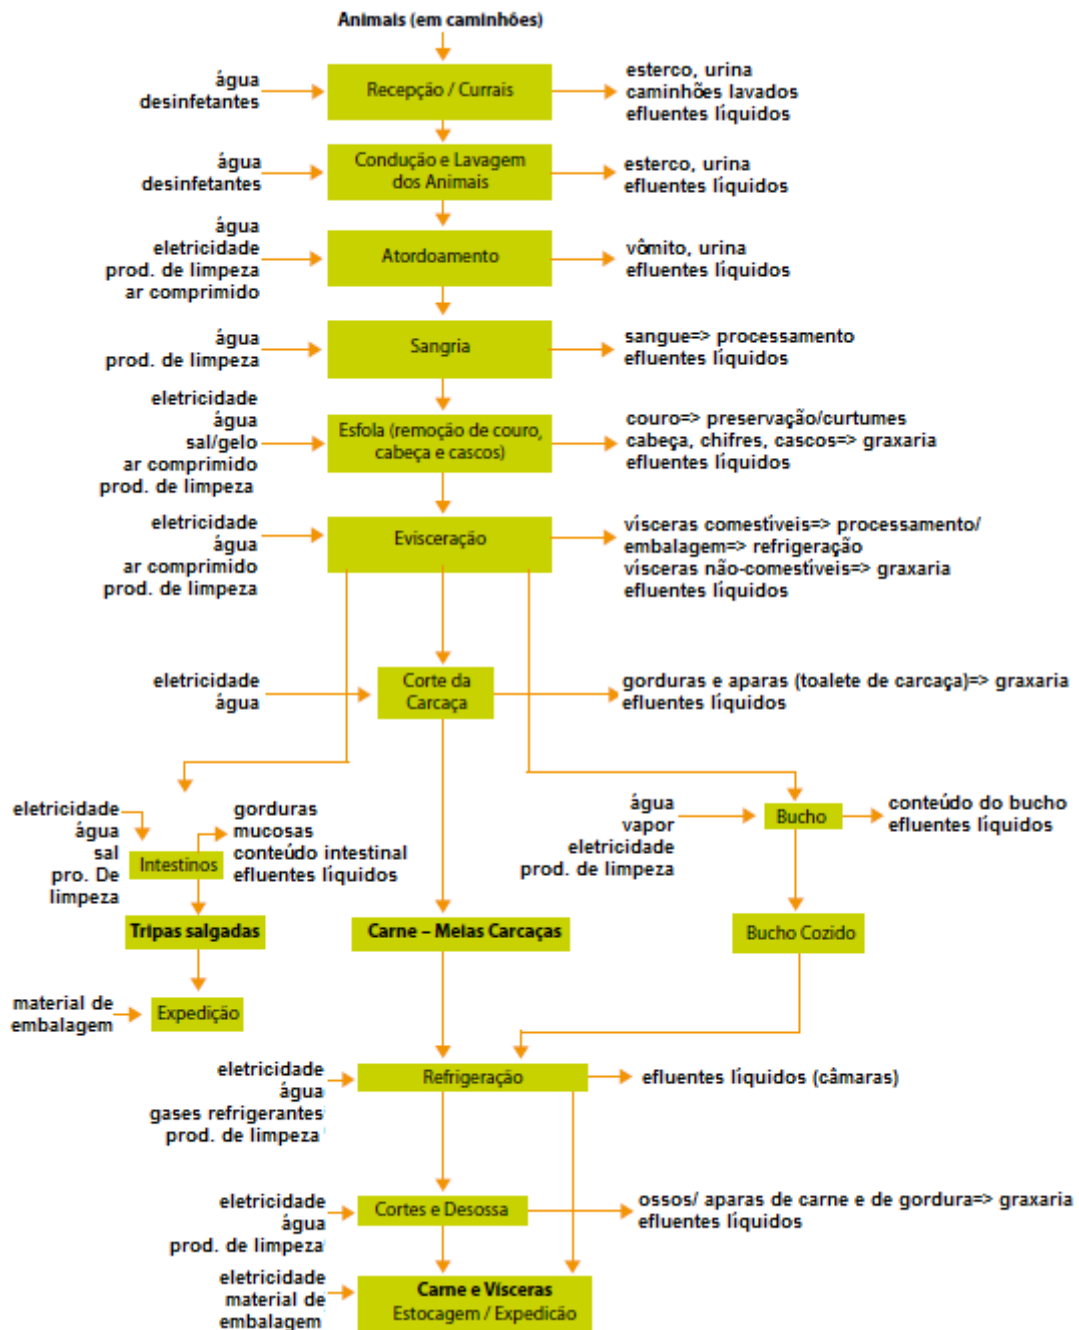 Animais (em caminhões)
água
desinfetantes
Recepção / Currais
esterco, urina
caminhões lavados
efluentes líquidos
água
desinfetantes
Condução e Lavagem
dos Animais
esterco, urina
efluentes líquidos
água
eletricidade
prod. de limpeza
ar comprimido
Atordoamento
vômito, urina
efluentes líquidos
água
prod. de limpeza
Sangria
sangue=> processamento
efluentes líquidos
eletricidade
água
sal/gelo
ar comprimido
prod. de limpeza
Esfola (remoção de couro,
cabeça e cascos)
couro=> preservação/curtumes
cabeça, chifres, cascos=> graxaria
efluentes líquidos
eletricidade
água
ar comprimido
prod. de limpeza
Evisceração
vísceras comestíveis=> processamento/
embalagem=> refrigeração
vísceras não-comestíveis=> graxaria
efluentes líquidos
eletricidade
água
Corte da
Carcaça
gorduras e aparas (toalete de carcaça)=> graxaria
efluentes líquidos
eletricidade
água
sal
pro. De
limpeza
Intestinos
gorduras
mucosas
conteúdo intestinal
efluentes líquidos
água
vapor
eletricidade
prod. de limpeza
Bucho
conteúdo do bucho
efluentes líquidos
Tripas salgadas
Carne – Meias Carcaças
Bucho Cozido
material de
embalagem
Expedição
eletricidade
água
gases refrigerantes
prod. de limpeza
Refrigeração
efluentes líquidos (câmaras)
eletricidade
água
prod. de limpeza
Cortes e Desossa
ossos/ aparas de carne e de gordura=> graxaria
efluentes líquidos
eletricidade
material de
embalagem
Carne e Vísceras
Estocagem / Expedicão